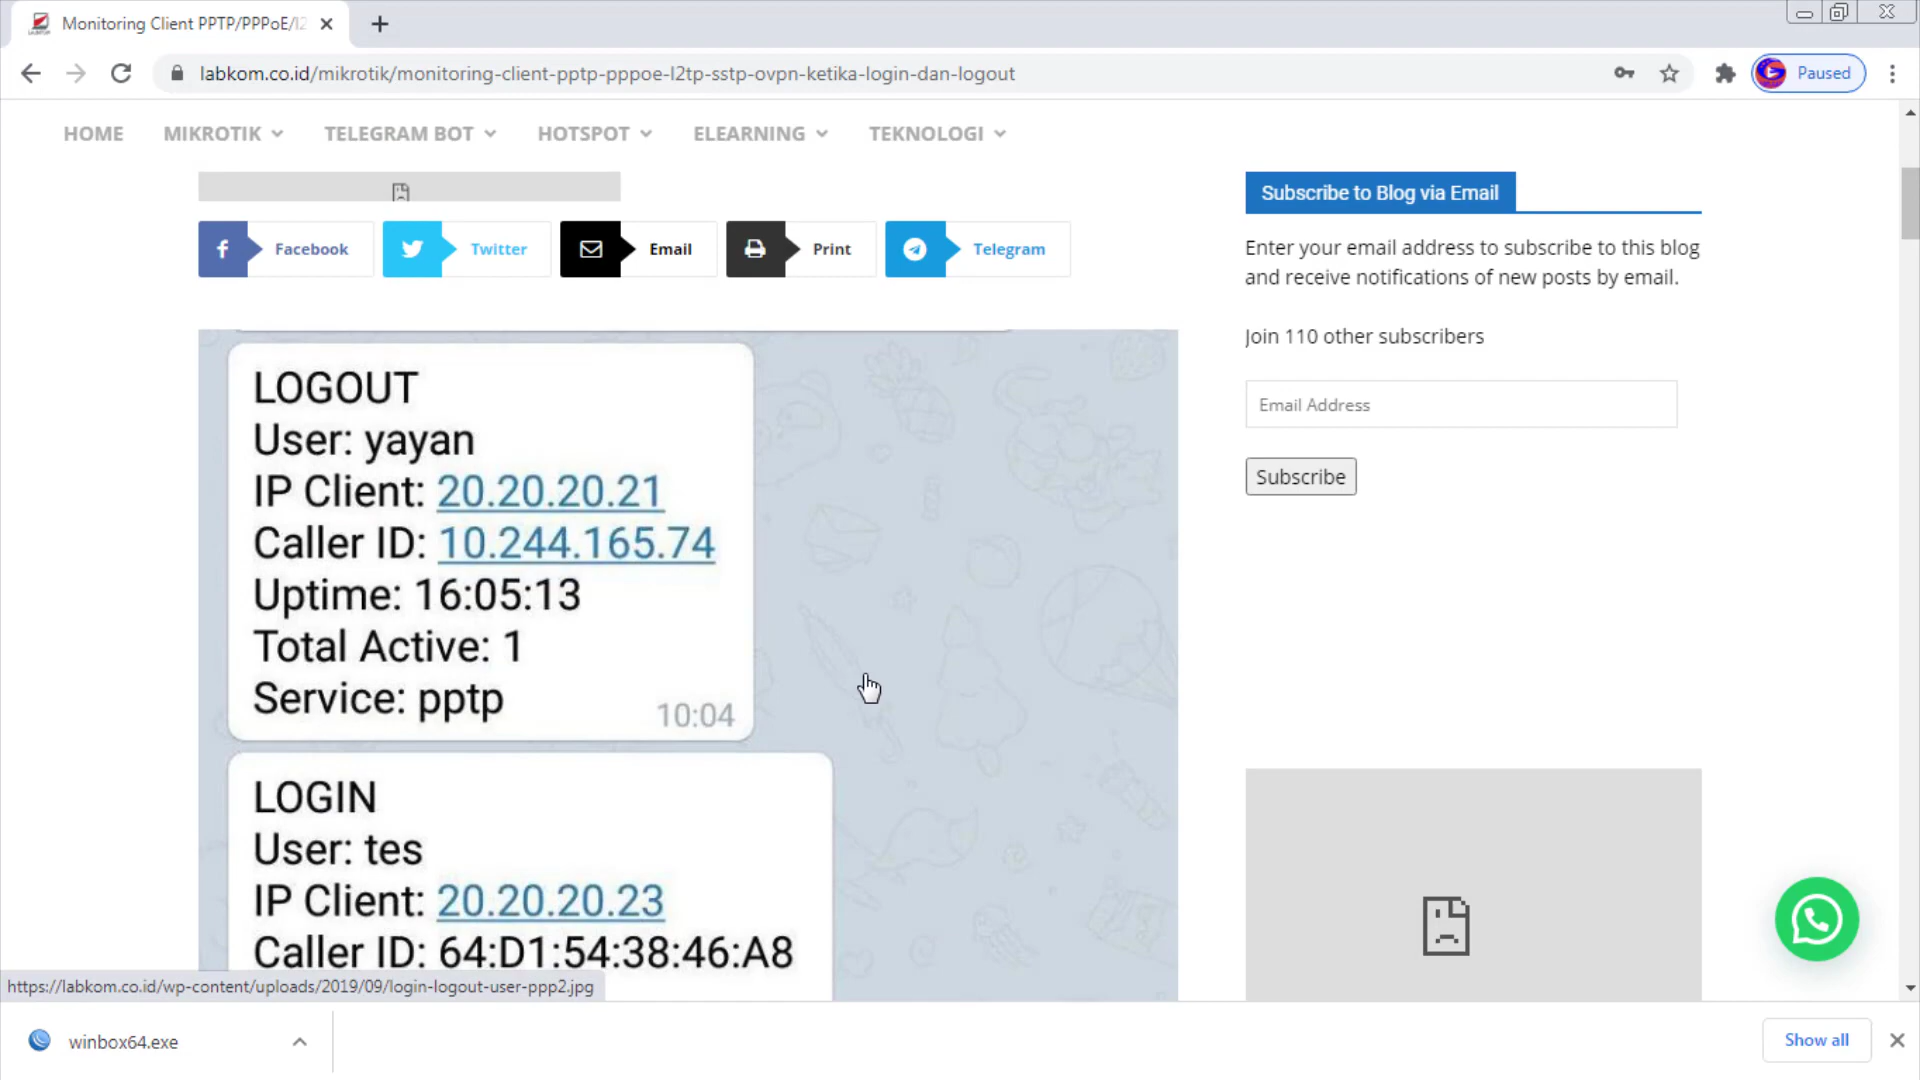 Monitoring Client PPTP/PPPoE/l2
labkom.co.id/mikrotik/monitoring-client-pptp-pppoe-l2tp-sstp-ovpn-ketika-login-dan-logout
Paused
HOME MIKROTIK TELEGRAM BOT HOTSPOT ELEARNING TEKNOLOGI
Facebook Twitter Email Print Telegram
LOGOUT
User: yayan
IP Client: 20.20.20.21
Caller ID: 10.244.165.74
Uptime: 16:05:13
Total Active: 1
Service: pptp
10:04
LOGIN
User: tes
IP Client: 20.20.20.23
Caller ID: 64:D1:54:38:46:A8
Subscribe to Blog via Email
Enter your email address to subscribe to this blog
and receive notifications of new posts by email.
Join 110 other subscribers
Email Address
Subscribe
https://labkom.co.id/wp-content/uploads/2019/09/login-logout-user-ppp2.jpg
winbox64.exe
Show all